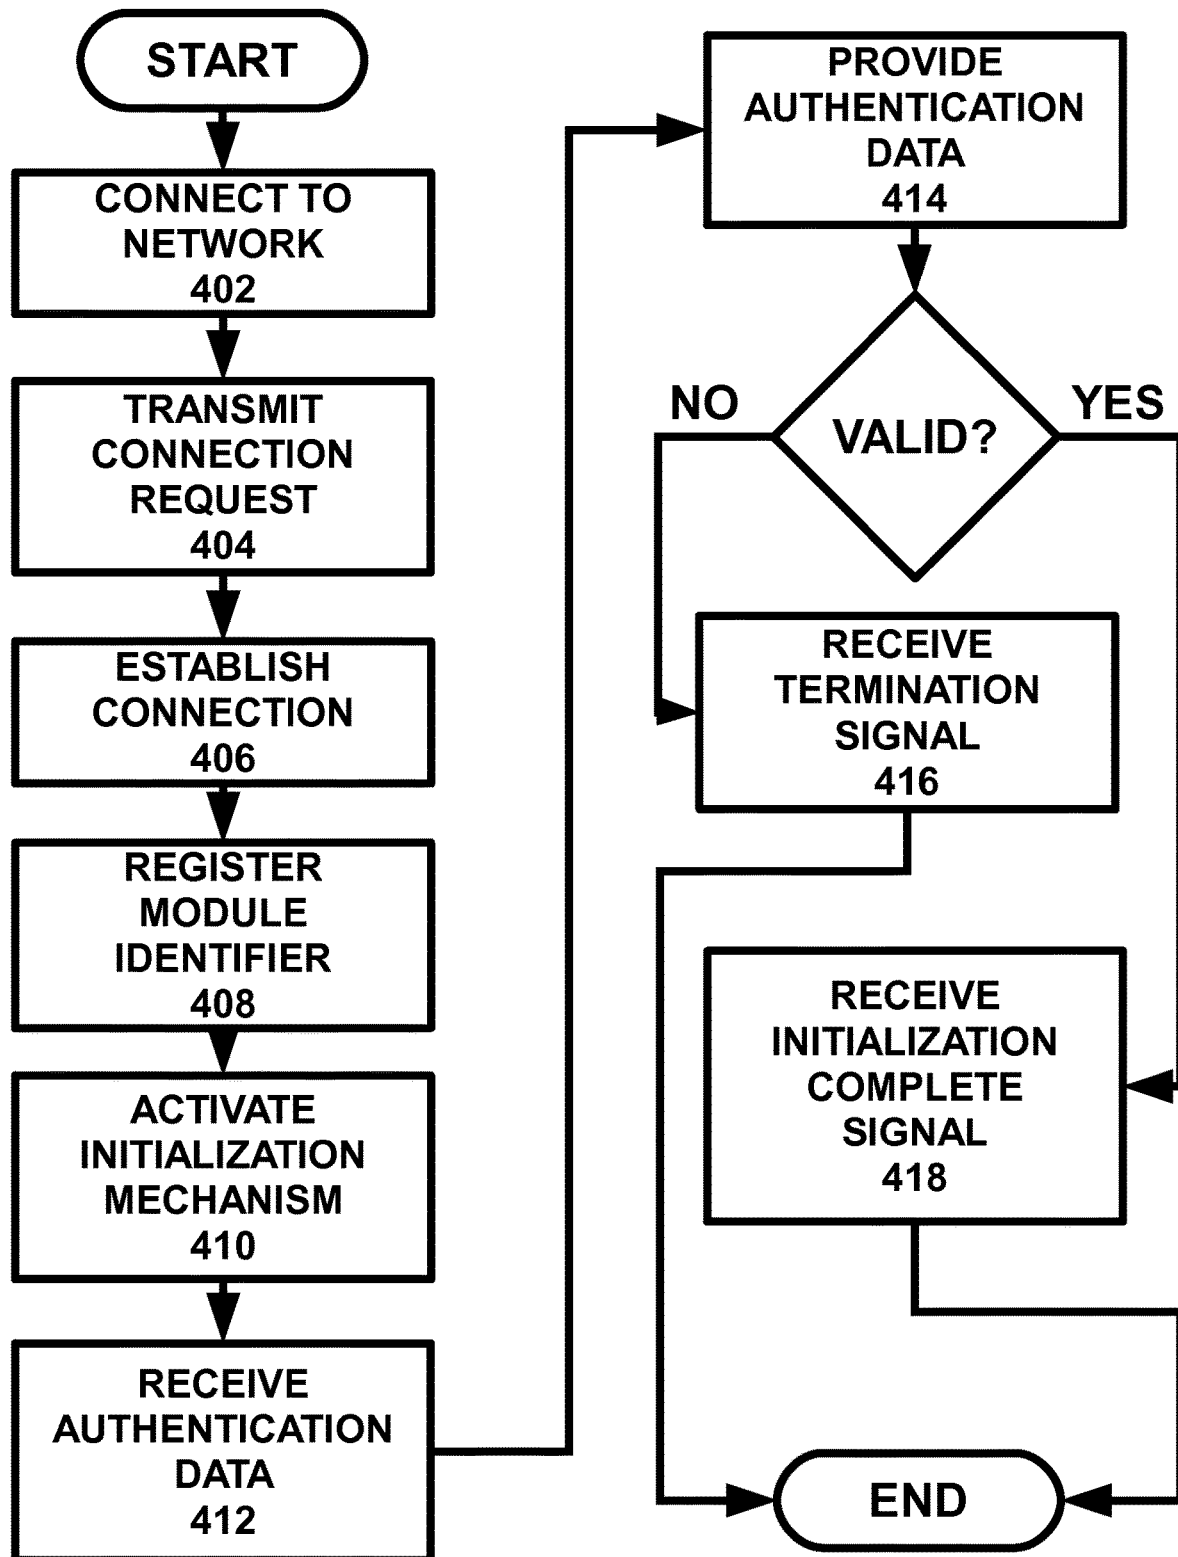 START
CONNECT TO
NETWORK
402
TRANSMIT
CONNECTION
REQUEST
404
ESTABLISH
CONNECTION
406
REGISTER
MODULE
IDENTIFIER
408
ACTIVATE
INITIALIZATION
MECHANISM
410
RECEIVE
AUTHENTICATION
DATA
412
PROVIDE
AUTHENTICATION
DATA
414
NO
YES
VALID?
RECEIVE
TERMINATION
SIGNAL
416
RECEIVE
INITIALIZATION
COMPLETE
SIGNAL
418
END